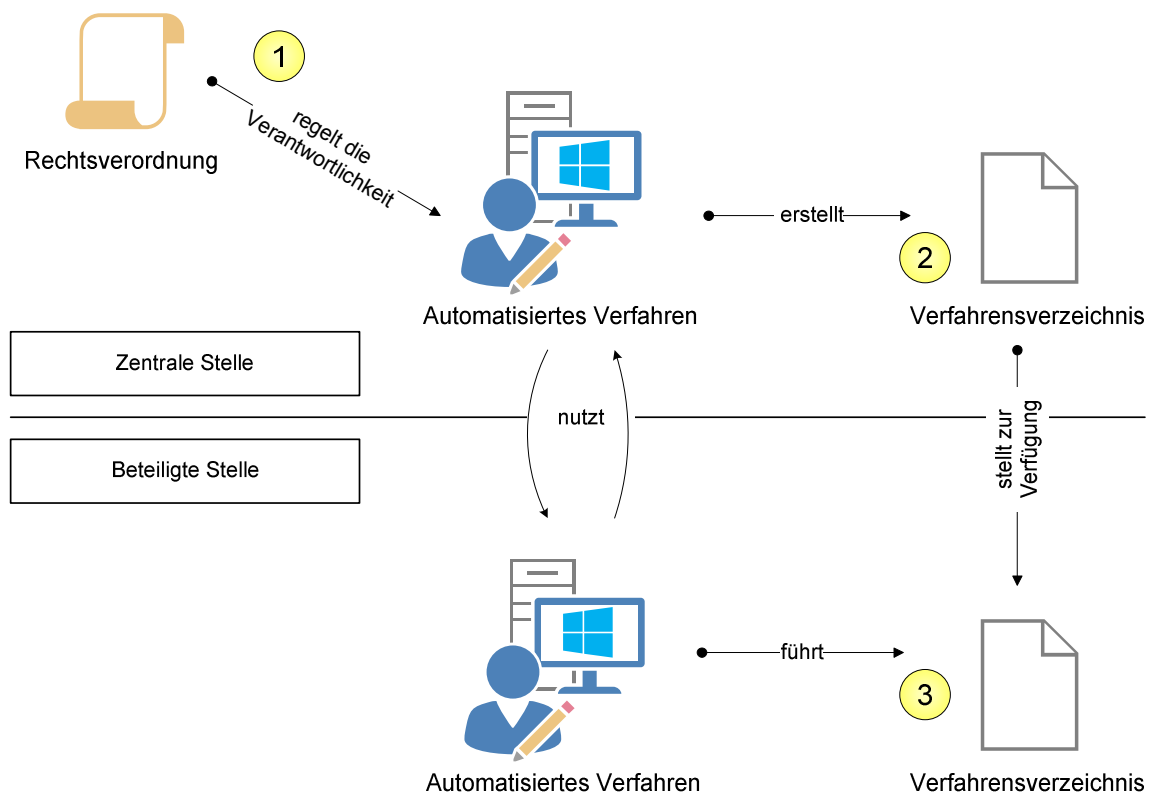 1
regelt die
Verantwortlichkeit
Rechtsverordnung
erstellt
2
Automatisiertes Verfahren
Verfahrensverzeichnis
Zentrale Stelle
nutzt
stellt zur
Verfügung
Beteiligte Stelle
führt
3
Automatisiertes Verfahren
Verfahrensverzeichnis